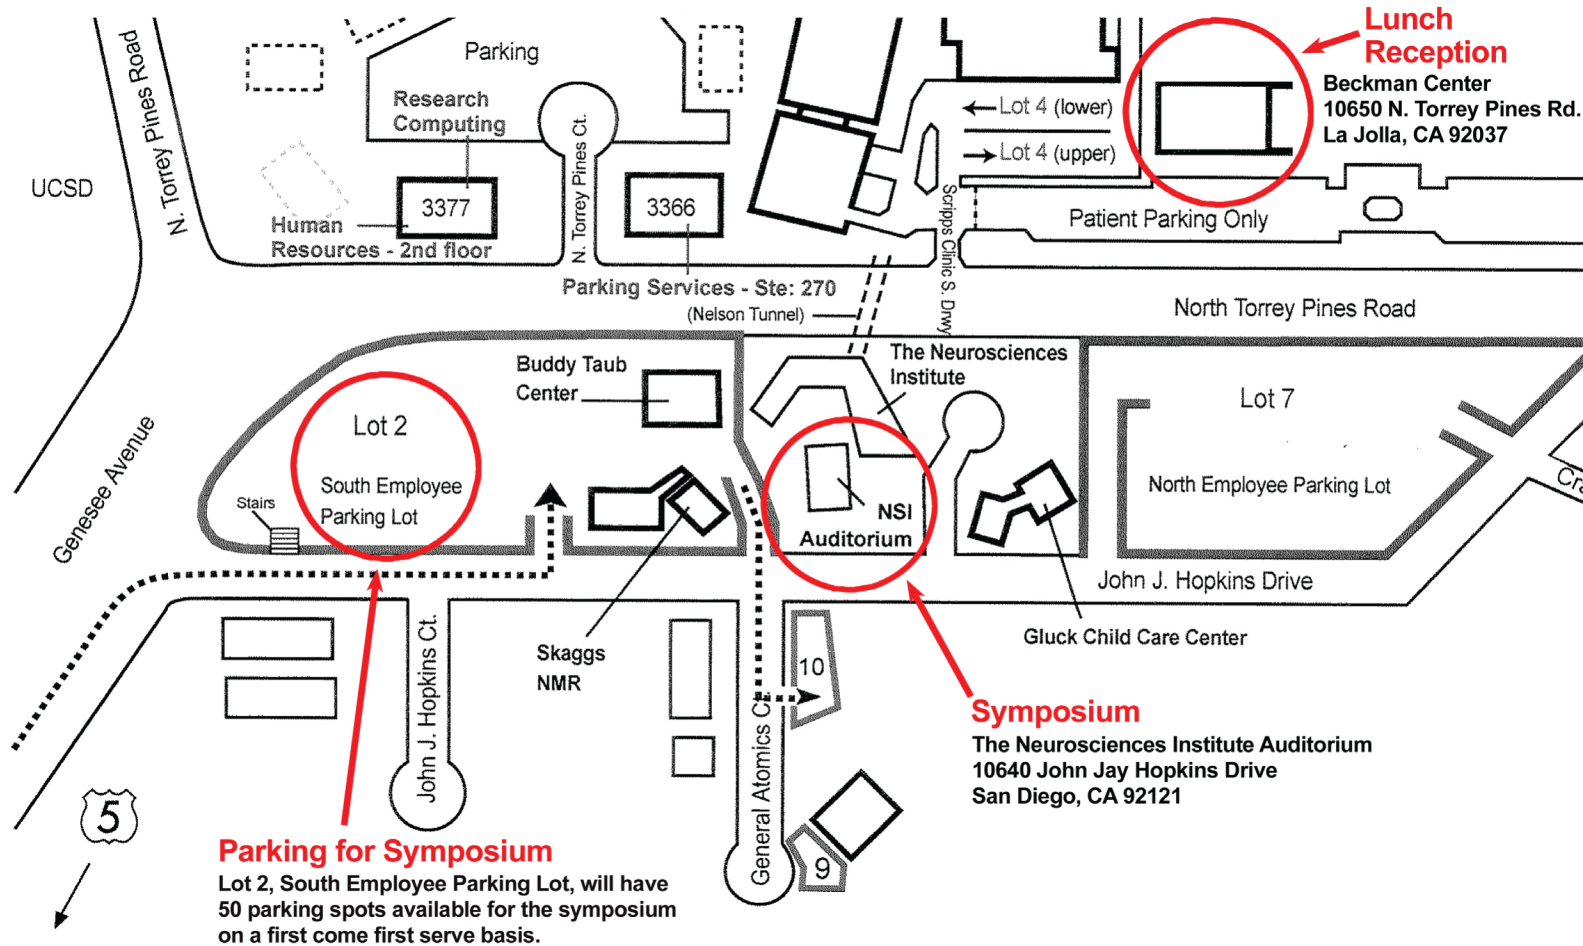 Lunch
Reception
Beckman Center
10650 N. Torrey Pines Rd.
La Jolla, CA 92037
N. Torrey Pines Road
Parking
Research
Computing
N. Torrey Pines Ct.
Lot 4 (lower)
Lot 4 (upper)
UCSD
3377
3366
Human
Resources - 2nd floor
Scripps Clinic S. Drwy
Patient Parking Only
Parking Services - Ste: 270
(Nelson Tunnel)
North Torrey Pines Road
Buddy Taub
Center
The Neurosciences
Institute
Lot 2
South Employee
Parking Lot
Lot 7
North Employee Parking Lot
Genesee Avenue
Stairs
NSI
Auditorium
John J. Hopkins Drive
Gluck Child Care Center
Skaggs
NMR
John J. Hopkins Ct.
10
General Atomics Ct.
9
5
Symposium
The Neurosciences Institute Auditorium
10640 John Jay Hopkins Drive
San Diego, CA 92121
Parking for Symposium
Lot 2, South Employee Parking Lot, will have
50 parking spots available for the symposium
on a first come first serve basis.